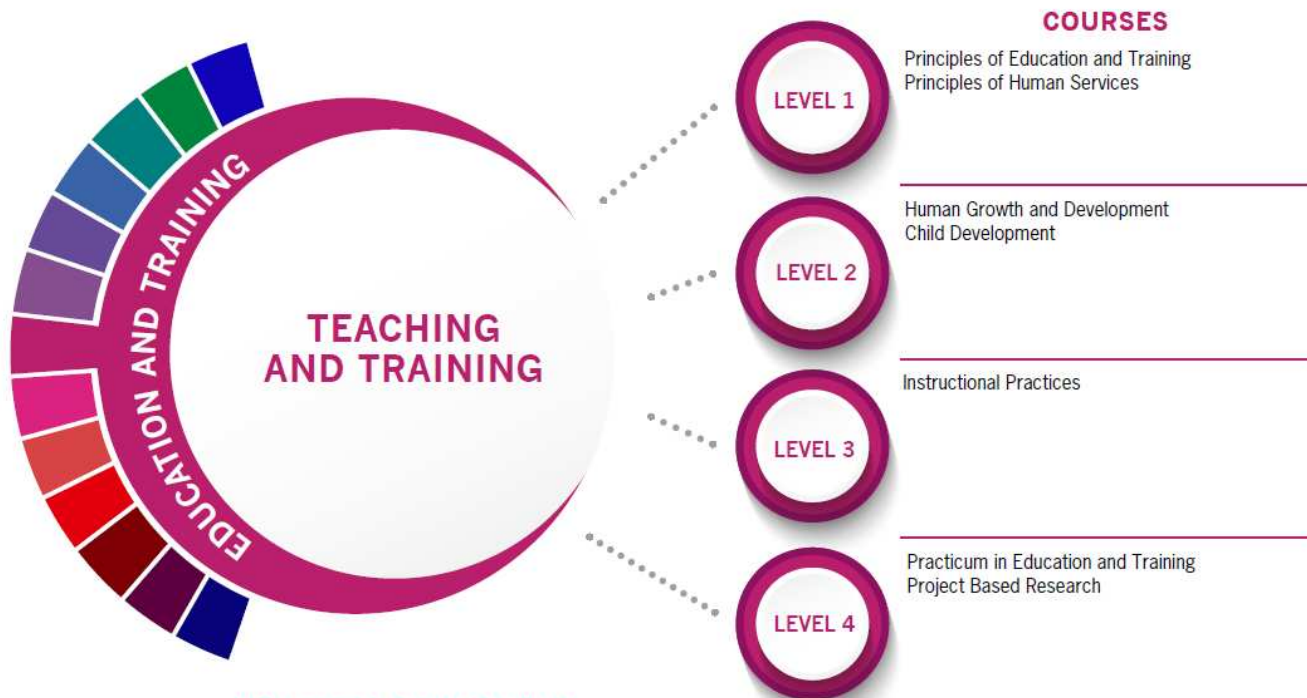 COURSES
EDUCATION AND TRAINING
TEACHING
AND TRAINING
LEVEL 1
Principles of Education and Training
Principles of Human Services
LEVEL 2
Human Growth and Development
Child Development
LEVEL 3
Instructional Practices
LEVEL 4
Practicum in Education and Training
Project Based Research